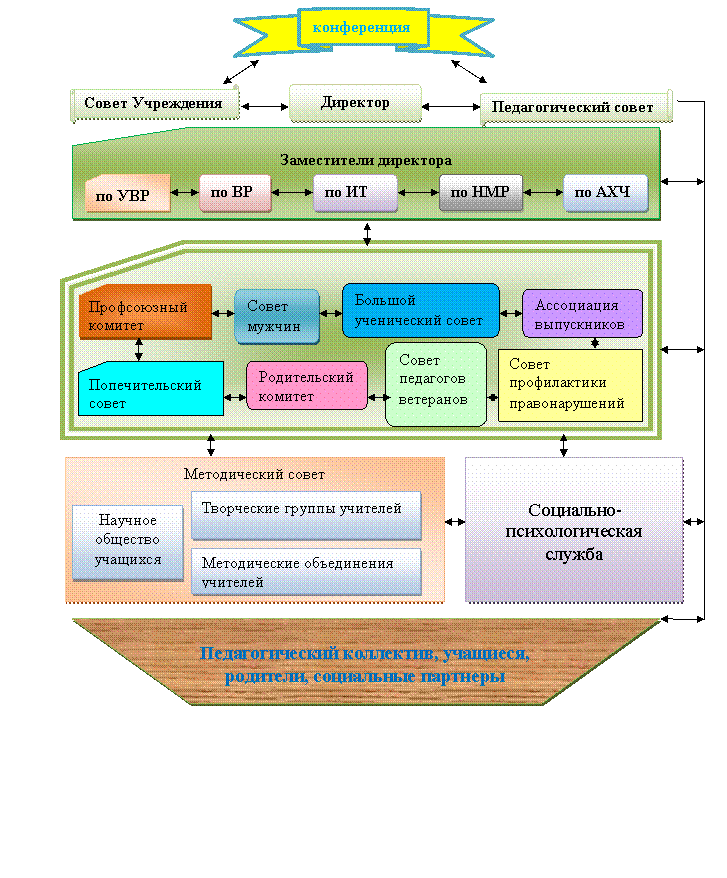 конференция
Совет Учреждения
Директор
Педагогический совет
Заместители директора
по УВР
по ВР
по ИТ
по НМР
по АХЧ
Профсоюзный
комитет
Совет
мужчин
Большой
ученический совет
Ассоциация
выпускников
Попечительский
совет
Родительский
комитет
Совет
педагогов
ветеранов
Совет
профилактики
правонарушений
Методический совет
Научное
общество
учащихся
Творческие группы учителей
Методические объединения
учителей
Социально-
психологическая
служба
Педагогический коллектив, учащиеся,
родители, социальные партнеры